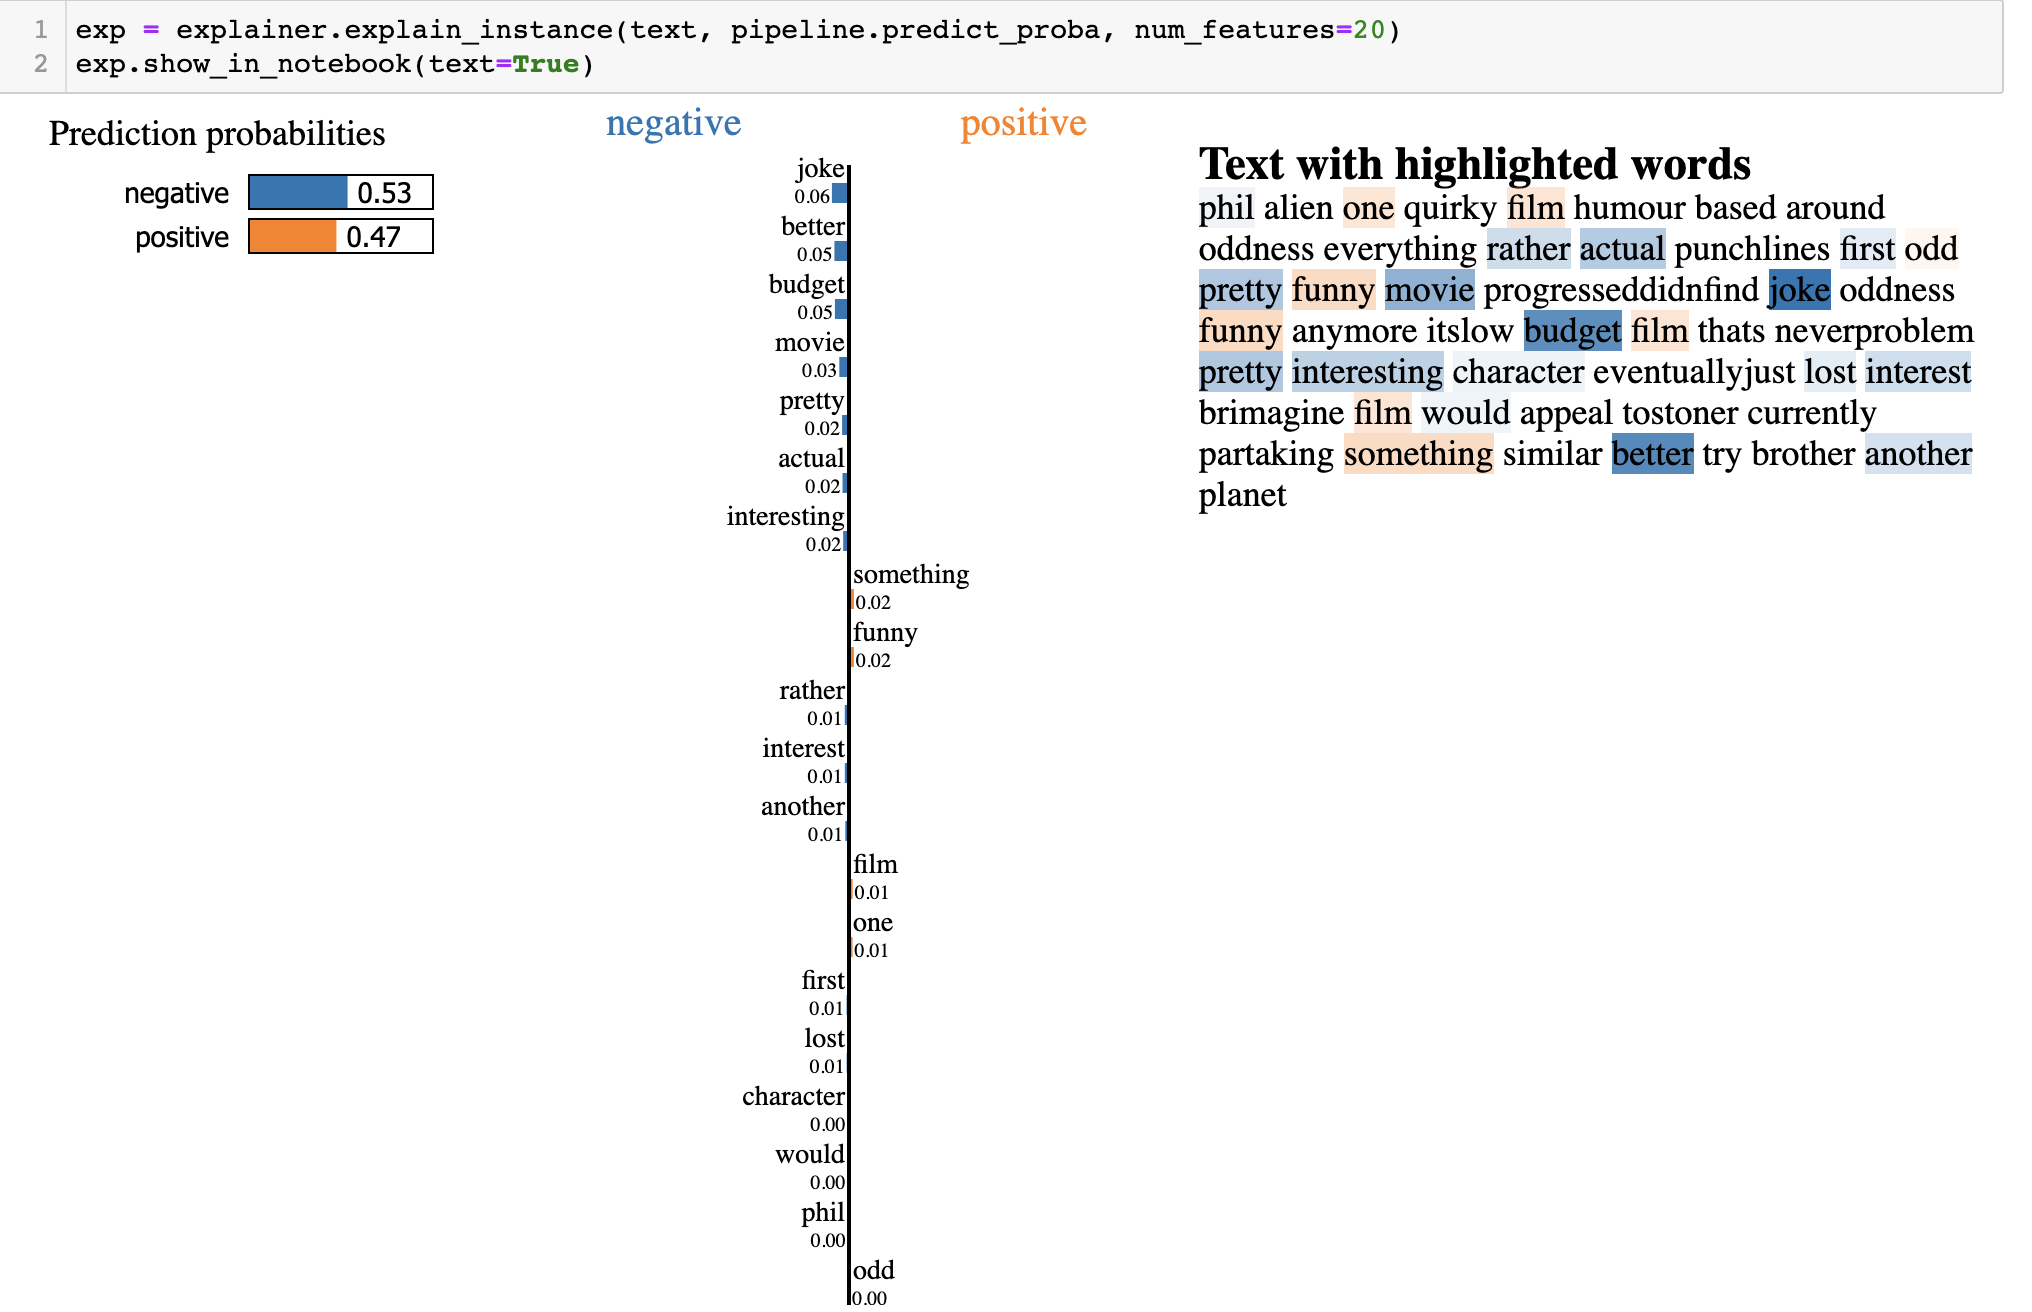 1 exp = explainer.explain_instance(text, pipeline.predict_proba, num_features=20)
2 exp.show_in_notebook(text=True)
Prediction probabilities
negative 0.53
positive 0.47
negative positive
joke
0.06
better
0.05
budget
0.05
movie
0.03
pretty
0.02
actual
0.02
interesting
0.02
something
0.02
funny
0.02
rather
0.01
interest
0.01
another
0.01
film
0.01
one
0.01
first
0.01
lost
0.01
character
0.00
would
0.00
phil
0.00
odd
0.00
Text with highlighted words
phil alien one quirky film humour based around
oddness everything rather actual punchlines first odd
pretty funny movie progresseddidnfind joke oddness
funny anymore itslow budget film thats neverproblem
pretty interesting character eventuallyjust lost interest
brimagine film would appeal tostoner currently
partaking something similar better try brother another
planet